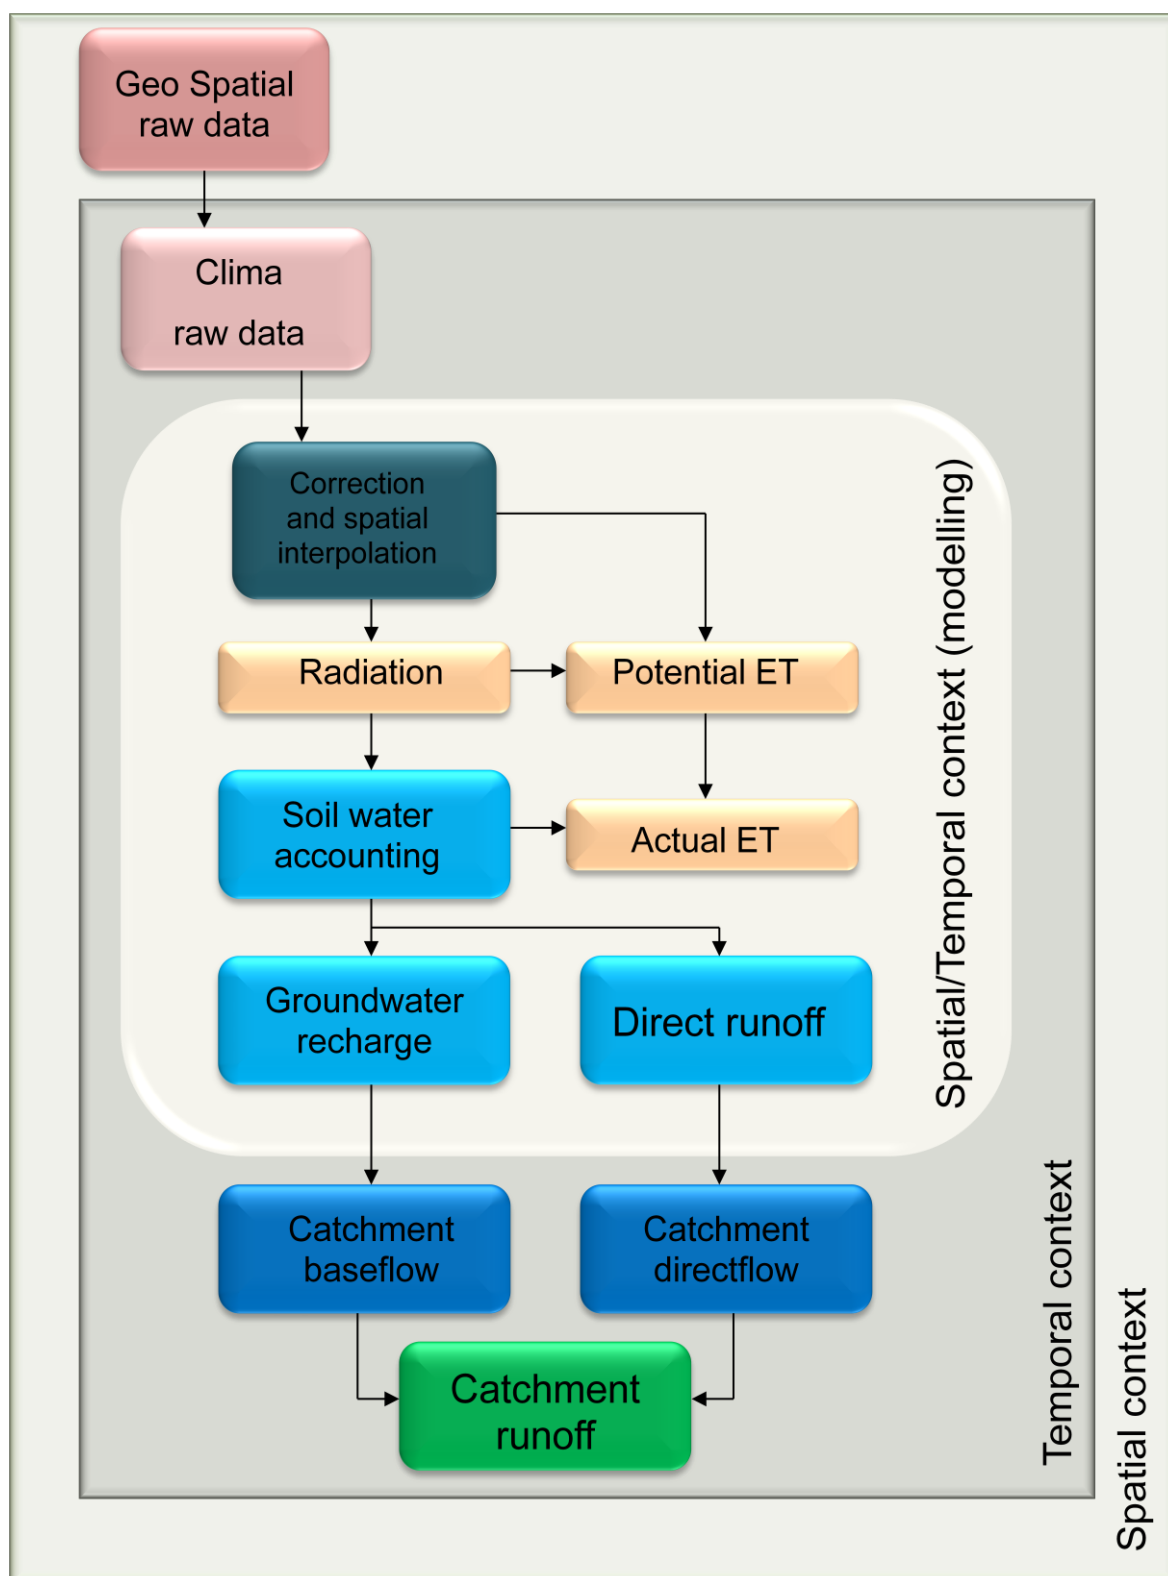 Geo Spatial
raw data
Clima
raw data
Correction
and spatial
interpolation
Radiation
Potential ET
Soil water
accounting
Actual ET
Groundwater
recharge
Direct runoff
Catchment
baseflow
Catchment
directflow
Catchment
runoff
Spatial/Temporal context (modelling)
Temporal context
Spatial context